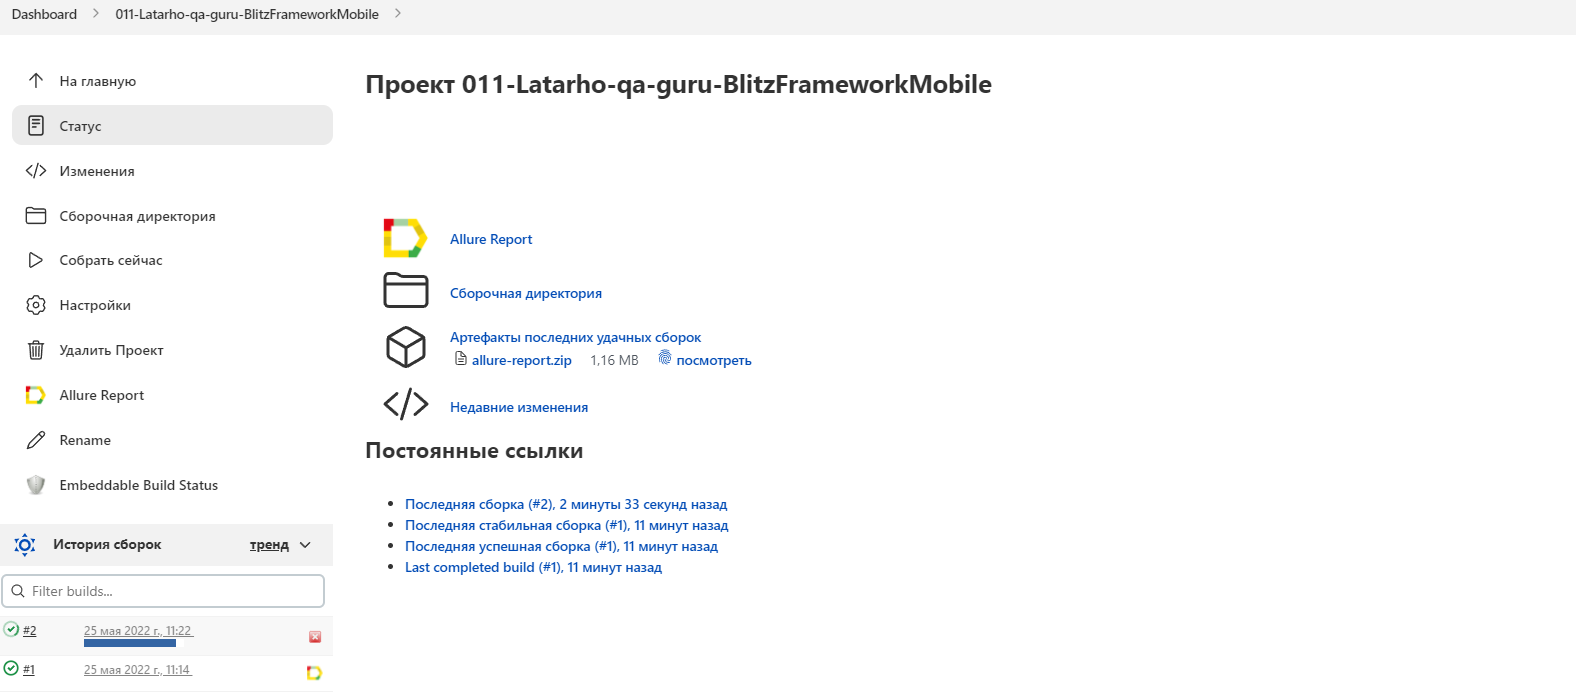 Dashboard
011-Latarho-qa-guru-BlitzFrameworkMobile
На главную
Статус
Изменения
Сборочная директория
Собрать сейчас
Настройки
Удалить Проект
Allure Report
Rename
Embeddable Build Status
История сборок
тренд
Filter builds...
#2
25 мая 2022 г., 11:22
#1
25 мая 2022 г., 11:14
Проект 011-Latarho-qa-guru-BlitzFrameworkMobile
Allure Report
Сборочная директория
Артефакты последних удачных сборок
allure-report.zip 1,16 MB посмотреть
Недавние изменения
Постоянные ссылки
Последняя сборка (#2), 2 минуты 33 секунд назад
Последняя стабильная сборка (#1), 11 минут назад
Последняя успешная сборка (#1), 11 минут назад
Last completed build (#1), 11 минут назад